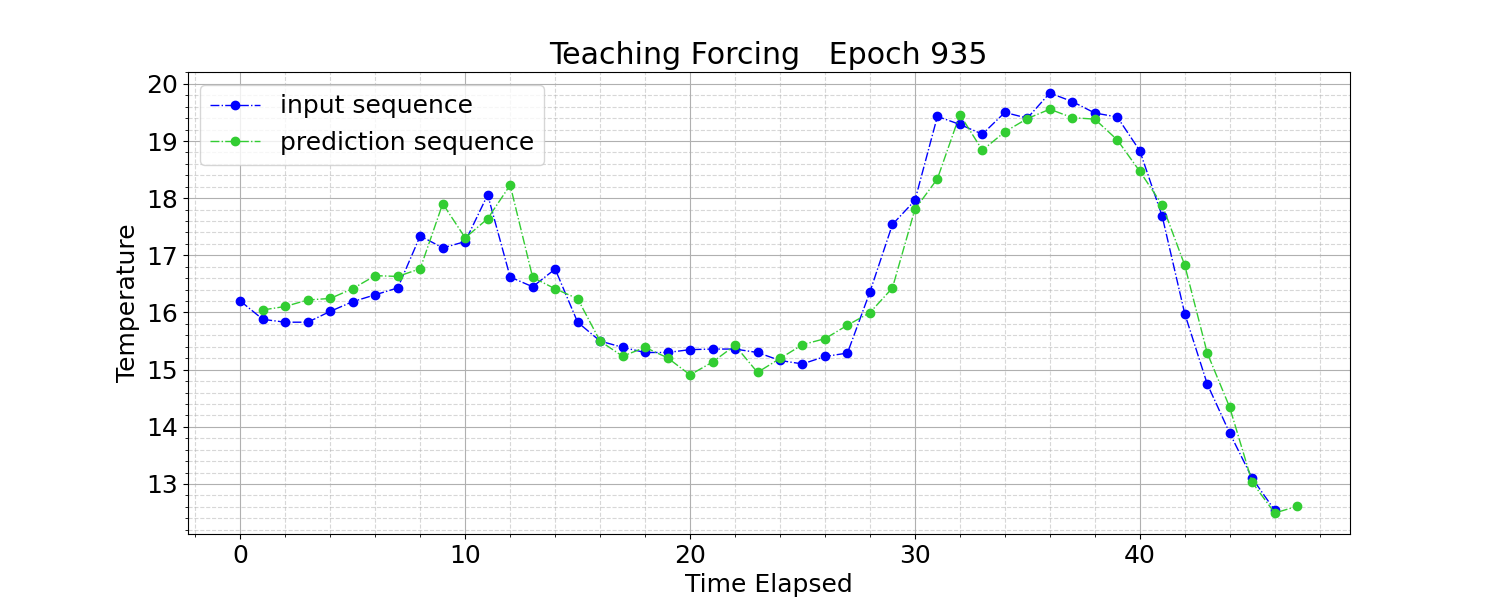 Teaching Forcing   Epoch 935
input sequence
prediction sequence
20
19
18
17
16
15
14
13
Temperature
0 10 20 30 40
Time Elapsed